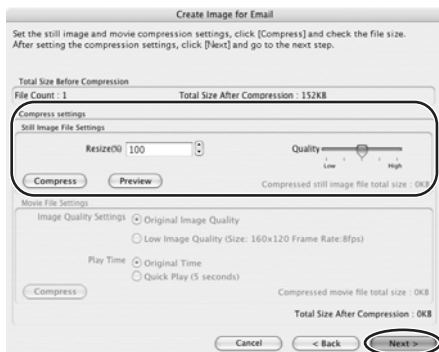 Create Image for Email
Set the still image and movie compression settings, click [Compress] and check the file size.
After setting the compression settings, click [Next] and go to the next step.
Total Size Before Compression
File Count : 1 Total Size After Compression : 152KB
Compress settings
Still Image File Settings
Resize(%) 100 Quality
Low High
Compress Preview Compressed still image file total size : 0KB
Movie File Settings
Image Quality Settings Original Image Quality
Low Image Quality (Size: 160x120 Frame Rate:8fps)
Play Time Original Time
Quick Play (5 seconds)
Compress Compressed movie file total size : 0KB
Total Size After Compression : 0KB
Cancel < Back Next >